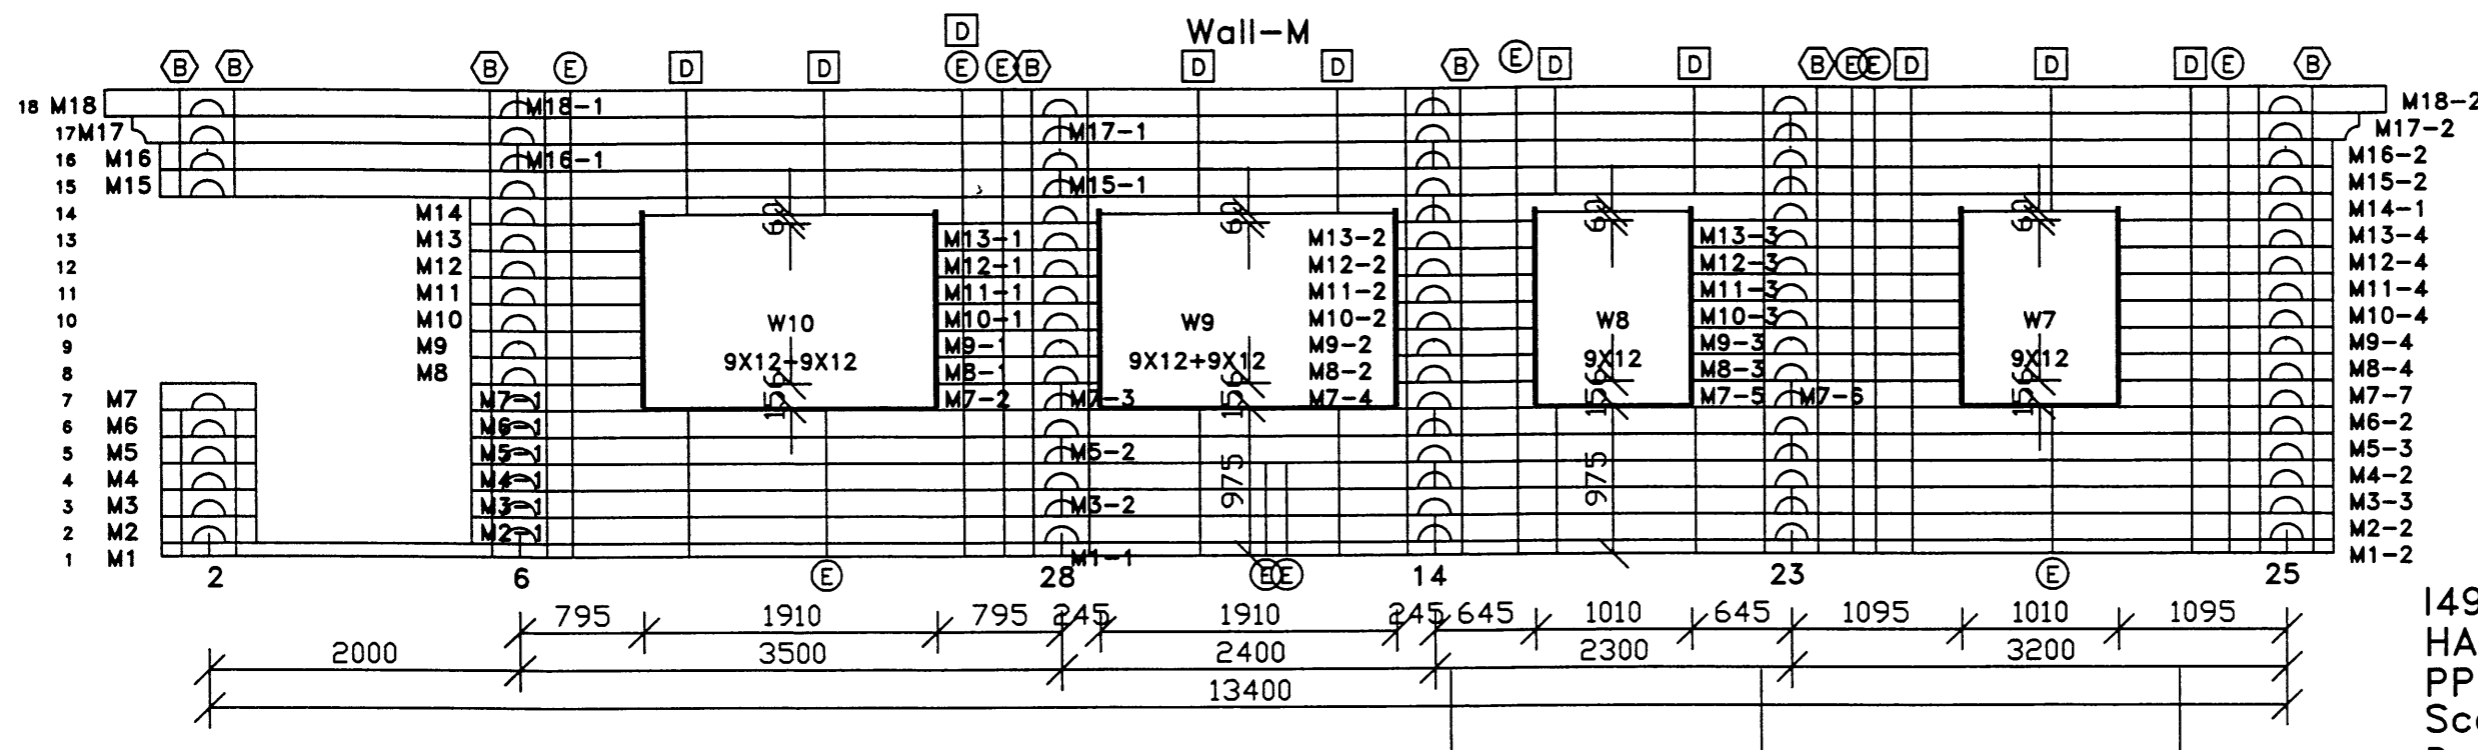 Wall-M
D
B B B E D D E E B D D B E D D B E E D D D E B
18 M18 M18-1 M18-2
17 M17 M17-1 M17-2
16 M16 M16-1 M16-2
15 M15 M15-1 M15-2
14 M14 60 60 60 60 M14-1
13 M13 M13-1 M13-2 M13-3 M13-4
12 M12 M12-1 M12-2 M12-3 M12-4
11 M11 M11-1 M11-2 M11-3 M11-4
10 M10 W10 M10-1 W9 M10-2 W8 M10-3 W7 M10-4
9 M9 M9-1 M9-2 M9-3 M9-4
9X12+9X12 9X12+9X12 9X12 9X12
8 M8 M8-1 M8-2 M8-3 M8-4
1516 1516 1516 1516
7 M7 M7-1 M7-2 M7-3 M7-4 M7-5 M7-6 M7-7
6 M6 M6-1 M6-2
5 M5 M5-1 M5-2 M5-3
4 M4 M4-1 975 975 M4-2
3 M3 M3-1 M3-2 M3-3
2 M2 M2-1 M2-2
1 M1 M1-1 M1-2
2 6 E 28 E E 14 23 E 25
795 1910 795 245 1910 245 645 1010 645 1095 1010 1095
2000 3500 2400 2300 3200
13400
I49
HA
PP
Sc